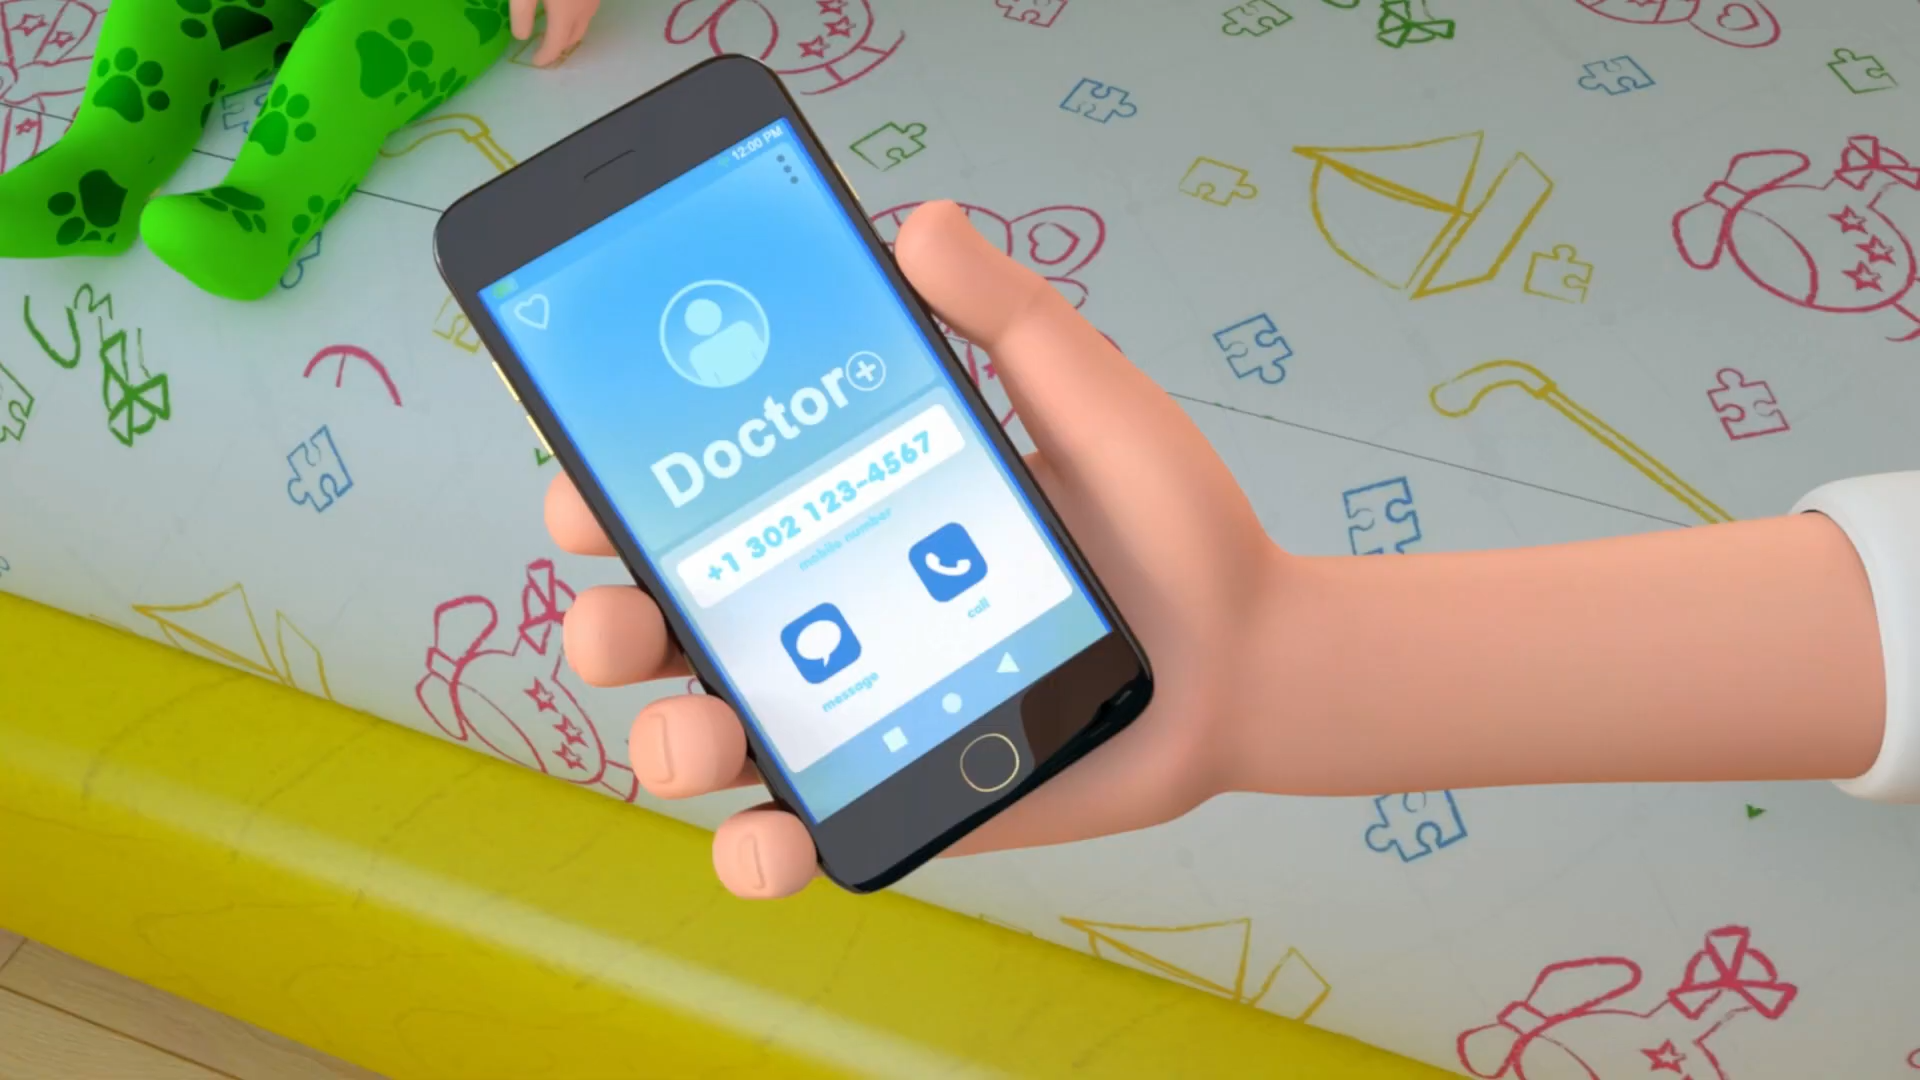 12:00 PM
Doctor
+1 302 123-4567
mobile number
message
call